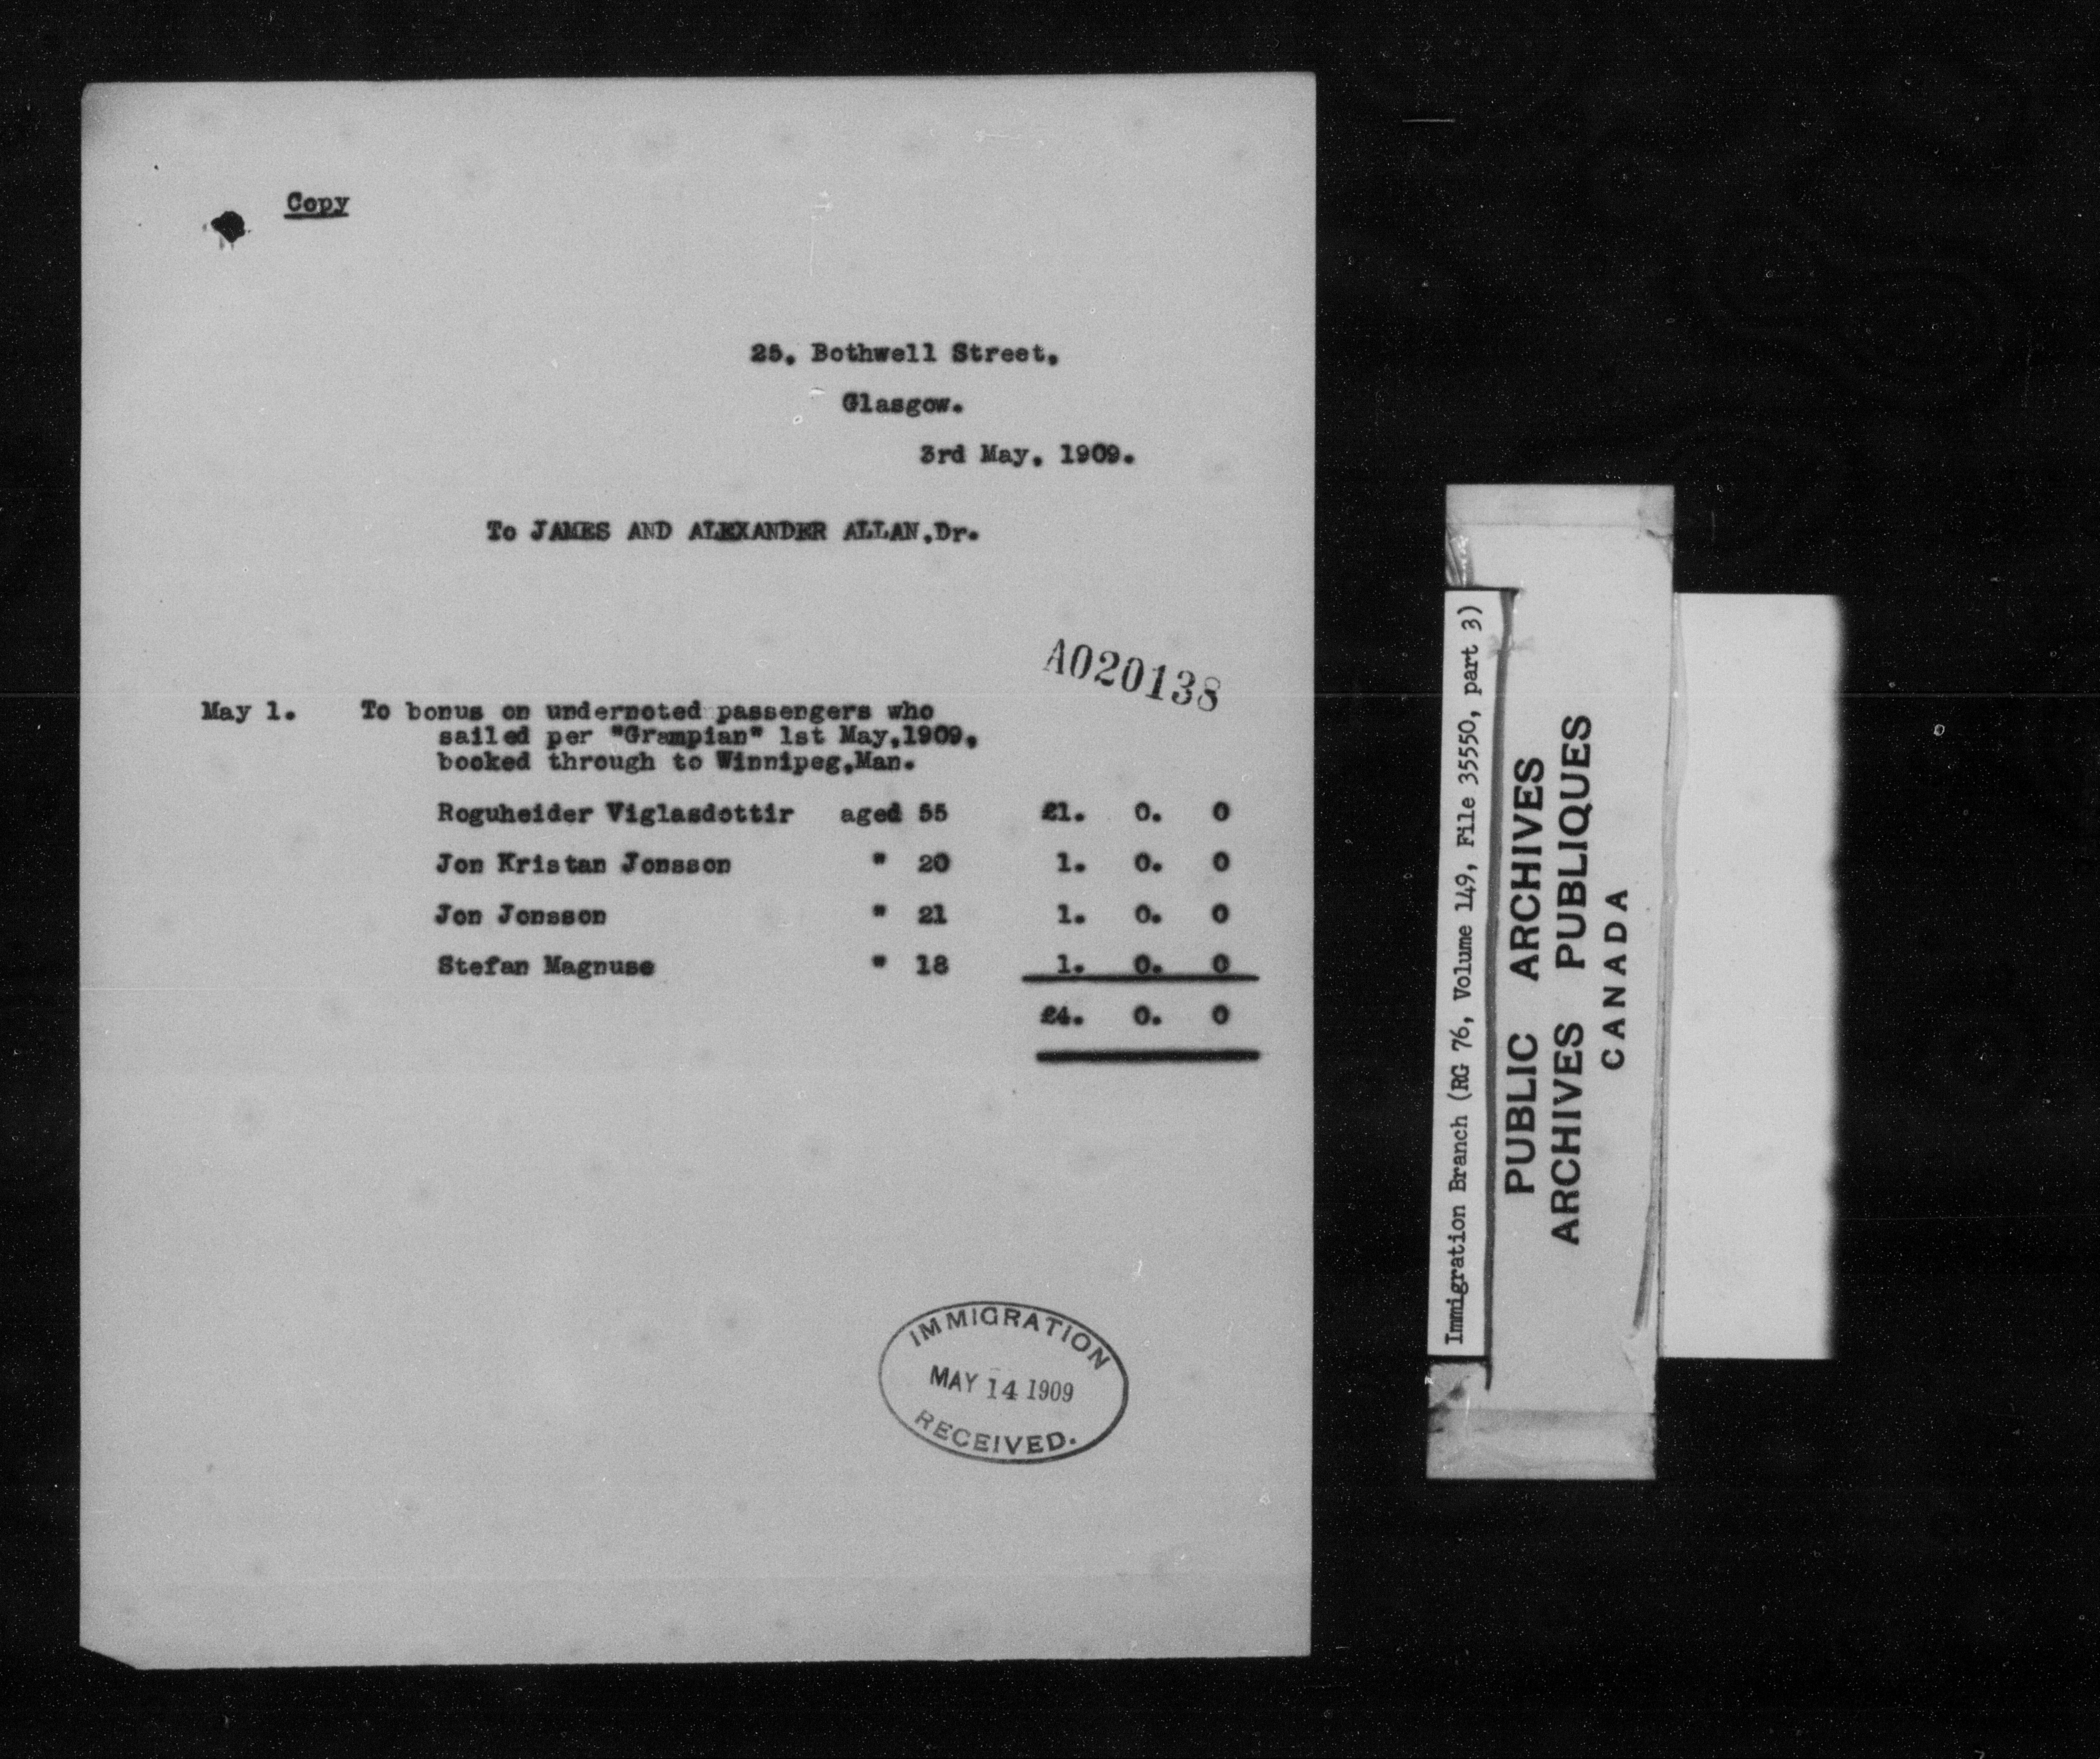 Copy
25, Bothwell Street,
Glasgow.
3rd May, 1909.
To JAMES AND ALEXANDER ALLAN,Dr.
A020138
May 1. To bonus on undernoted passengers who
sailed per "Grampian" 1st May,1909,
booked through to Winnipeg,Man.
Roguheider Viglasdottir aged 55 £1. 0. 0
Jon Kristan Jonsson " 20 1. 0. 0
Jon Jonsson " 21 1. 0. 0
Stefan Magnuse " 18 1. 0. 0
£4. 0. 0
IMMIGRATION
MAY 14 1909
RECEIVED.
Immigration Branch (RG 76, Volume 149, File 35550, part 3)
PUBLIC ARCHIVES
ARCHIVES PUBLIQUES
CANADA